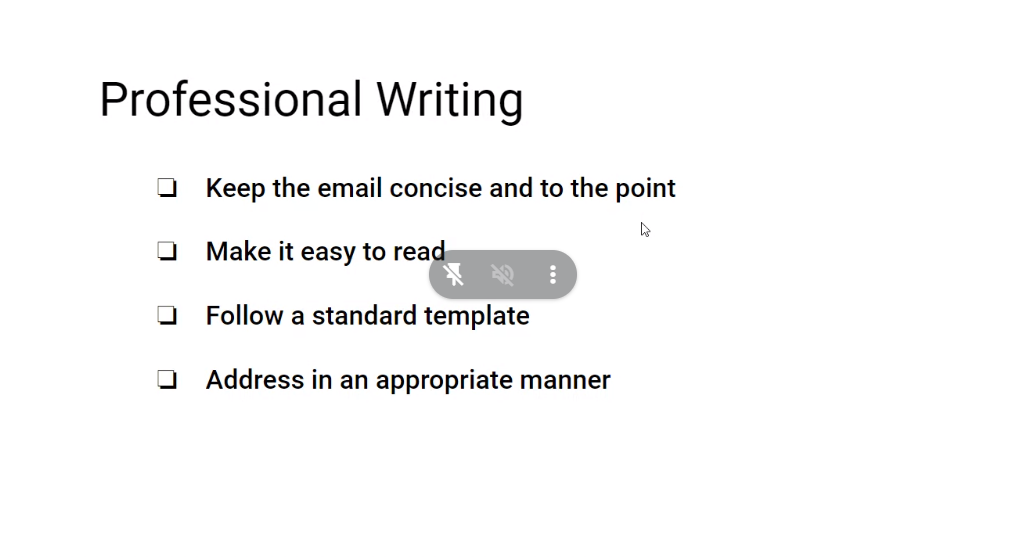 Professional Writing
Keep the email concise and to the point
Make it easy to read
Follow a standard template
Address in an appropriate manner